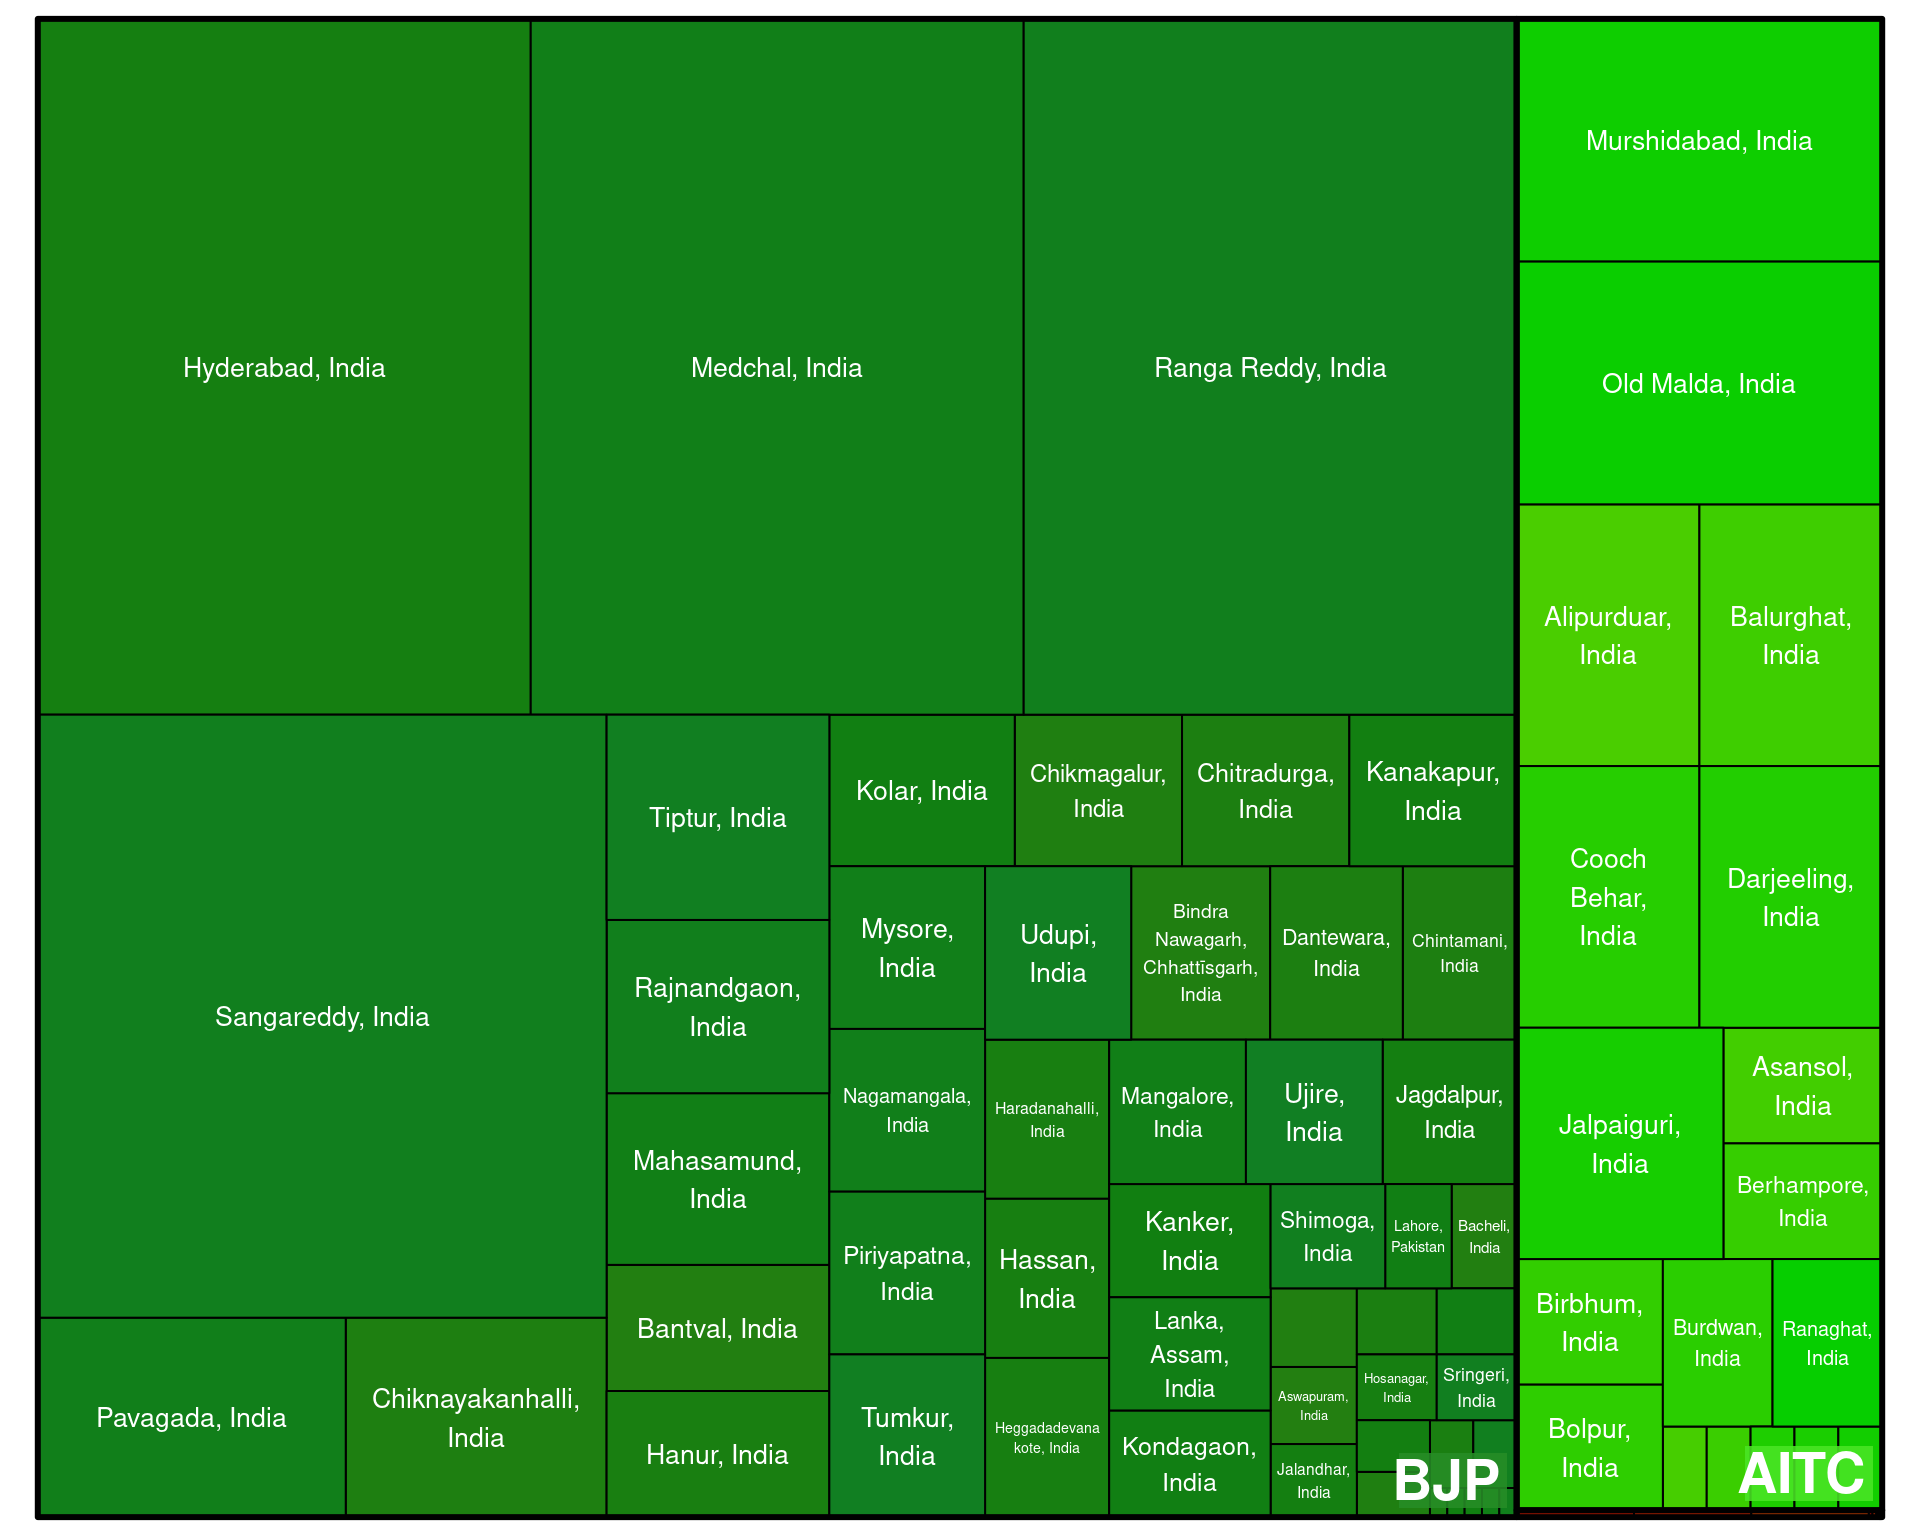 Hyderabad, India
Medchal, India
Ranga Reddy, India
Murshidabad, India
Old Malda, India
Alipurduar,
India
Balurghat,
India
Sangareddy, India
Tiptur, India
Kolar, India
Chikmagalur,
India
Chitradurga,
India
Kanakapur,
India
Cooch
Behar,
India
Darjeeling,
India
Rajnandgaon,
India
Mysore,
India
Udupi,
India
Bindra
Nawagarh,
Chhattīsgarh,
India
Dantewara,
India
Chintamani,
India
Mahasamund,
India
Nagamangala,
India
Haradanahalli,
India
Mangalore,
India
Ujire,
India
Jagdalpur,
India
Jalpaiguri,
India
Asansol,
India
Berhampore,
India
Piriyapatna,
India
Hassan,
India
Kanker,
India
Shimoga,
India
Lahore,
Pakistan
Bacheli,
India
Bantval, India
Lanka,
Assam,
India
Birbhum,
India
Burdwan,
India
Ranaghat,
India
Pavagada, India
Chiknayakanhalli,
India
Hanur, India
Tumkur,
India
Heggadadevana
kote, India
Kondagaon,
India
Aswapuram,
India
Hosanagar,
India
Sringeri,
India
Jalandhar,
India
Bolpur,
India
BJP
AITC